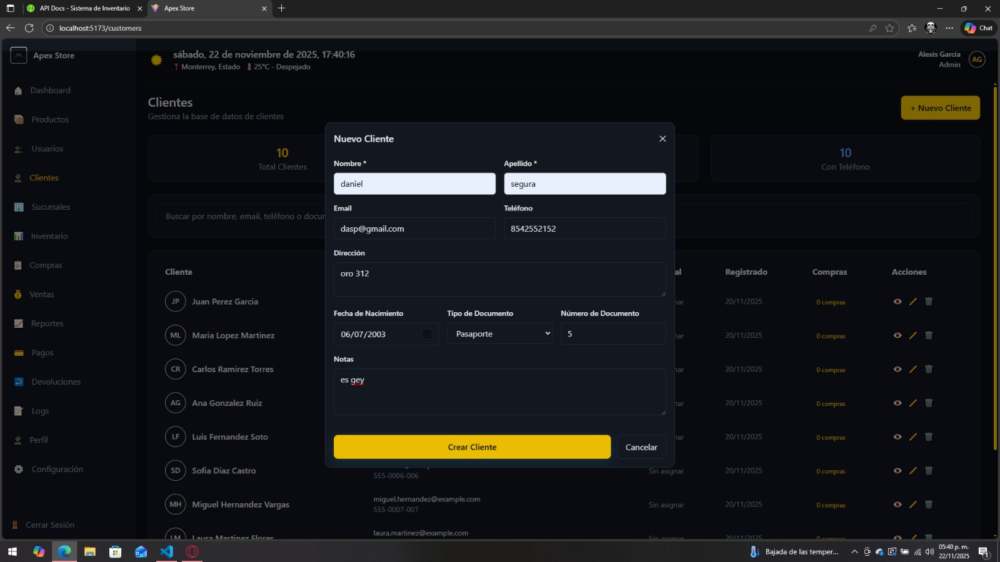 API Docs - Sistema de Inventario
Apex Store
localhost:5173/customers
Chat
Apex Store
sábado, 22 de noviembre de 2025, 17:40:16
Monterrey, Estado 25°C - Despejado
Alexis Garcia
Admin
AG
Dashboard
Productos
Usuarios
Clientes
Sucursales
Inventario
Compras
Ventas
Reportes
Pagos
Devoluciones
Logs
Perfil
Configuración
Cerrar Sesión
Clientes
Gestiona la base de datos de clientes
+ Nuevo Cliente
10
Total Clientes
10
Con Teléfono
Buscar por nombre, email, teléfono o docu
Nuevo Cliente
Nombre *
Apellido *
daniel
segura
Email
Teléfono
dasp@gmail.com
8542552152
Dirección
oro 312
Fecha de Nacimiento
Tipo de Documento
Número de Documento
06/07/2003
Pasaporte
5
Notas
es gey
Crear Cliente
Cancelar
Cliente
al
Registrado
Compras
Acciones
JP Juan Perez Garcia nar 20/11/2025 0 compras
ML Maria Lopez Martinez 20/11/2025 0 compras
CR Carlos Ramirez Torres 20/11/2025 0 compras
AG Ana Gonzalez Ruiz nar 20/11/2025 0 compras
LF Luis Fernandez Soto nar 20/11/2025 0 compras
SD Sofia Diaz Castro 555-0006-006 Sin asignar 20/11/2025 0 compras
miguel.hernandez@example.com
MH Miguel Hernandez Vargas 555-0007-007 Sin asignar 20/11/2025 0 compras
laura.martinez@example.com
LM Laura Martinez Flores Sin asignar 20/11/2025 0 compras
Bajada de las temper...
05:40 p. m.
22/11/2025
1